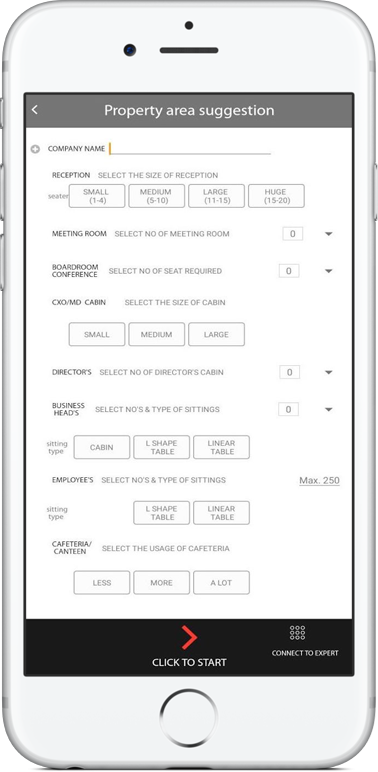 Property area suggestion
COMPANY NAME
RECEPTION SELECT THE SIZE OF RECEPTION
seater SMALL (1-4) MEDIUM (5-10) LARGE (11-15) HUGE (15-20)
MEETING ROOM SELECT NO OF MEETING ROOM 0
BOARDROOM CONFERENCE SELECT NO OF SEAT REQUIRED 0
CXO/MD CABIN SELECT THE SIZE OF CABIN
SMALL MEDIUM LARGE
DIRECTOR'S SELECT NO OF DIRECTOR'S CABIN 0
BUSINESS HEAD'S SELECT NO'S & TYPE OF SITTINGS 0
sitting type CABIN L SHAPE TABLE LINEAR TABLE
EMPLOYEE'S SELECT NO'S & TYPE OF SITTINGS Max. 250
sitting type L SHAPE TABLE LINEAR TABLE
CAFETERIA/ CANTEEN SELECT THE USAGE OF CAFETERIA
LESS MORE A LOT
CLICK TO START
CONNECT TO EXPERT